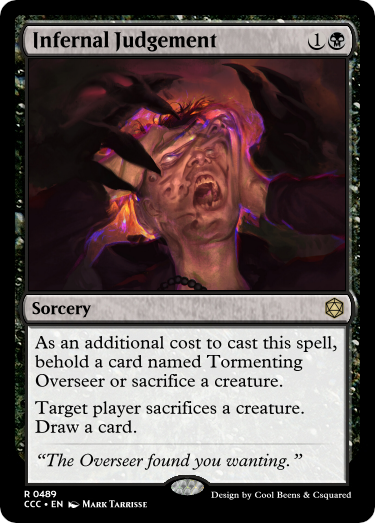 Infernal Judgement 1
Sorcery
As an additional cost to cast this spell,
behold a card named Tormenting
Overseer or sacrifice a creature.
Target player sacrifices a creature.
Draw a card.
“The Overseer found you wanting.”
R 0489
CCC • EN Mark Tarrisse
Design by Cool Beens & Csquared